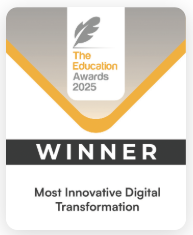 The
Education
Awards
2025
WINNER
Most Innovative Digital
Transformation